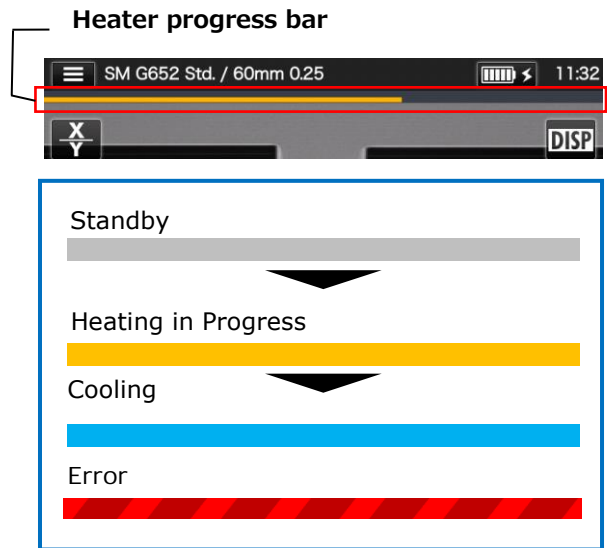 Heater progress bar
SM G652 Std. / 60mm 0.25
11:32
X
Y
DISP
Standby
Heating in Progress
Cooling
Error